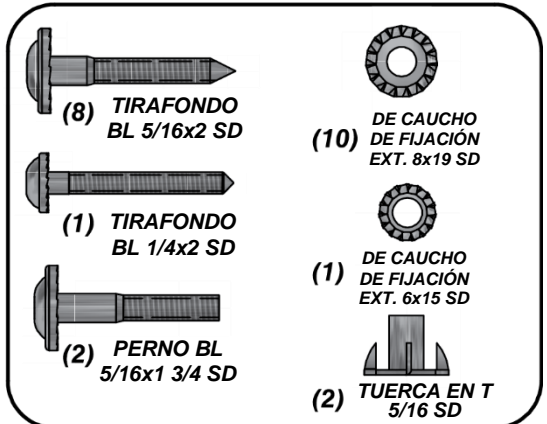 (8) TIRAFONDO
BL 5/16x2 SD
(1) TIRAFONDO
BL 1/4x2 SD
(2) PERNO BL
5/16x1 3/4 SD
DE CAUCHO
(10) DE FIJACIÓN
EXT. 8x19 SD
DE CAUCHO
(1) DE FIJACIÓN
EXT. 6x15 SD
(2) TUERCA EN T
5/16 SD